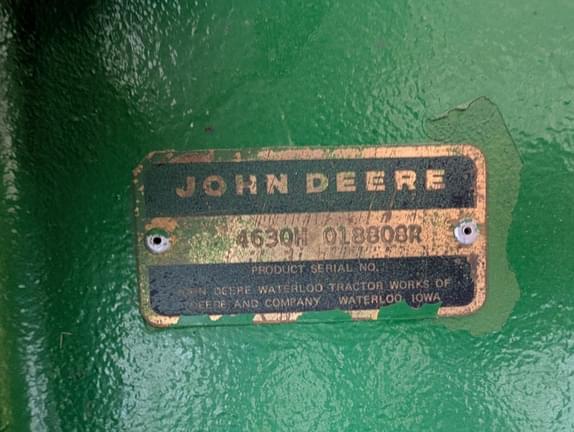 JOHN DEERE
4630H 018808R
PRODUCT SERIAL NO.
JOHN DEERE WATERLOO TRACTOR WORKS OF
DEERE AND COMPANY WATERLOO IOWA